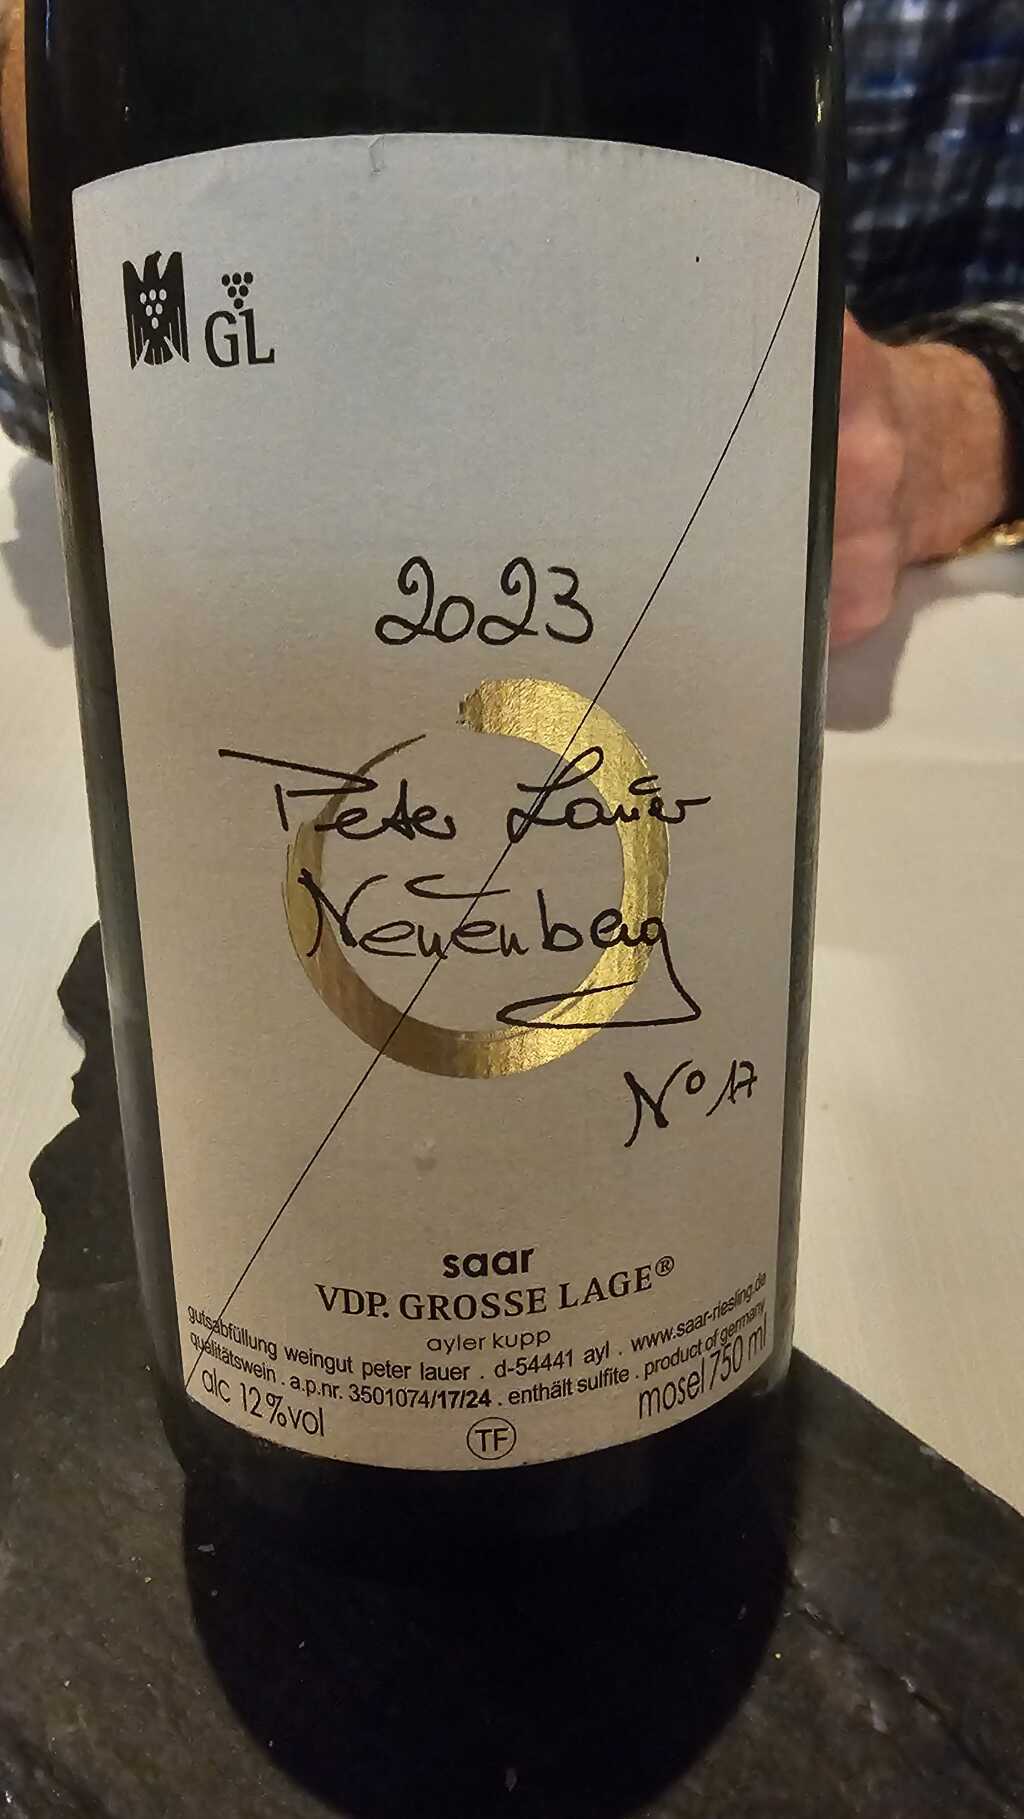 GL
2023
Peter Lauer
Neuenberg
Nº 17
saar
VDP. GROSSE LAGE®
ayler kupp
gutsabfüllung weingut peter lauer . d-54441 ayl . www.saar-riesling.de
qualitätswein . a.p.nr. 3501074/17/24 . enthält sulfite . product of germany
alc 12%vol
mosel 750 ml
TF